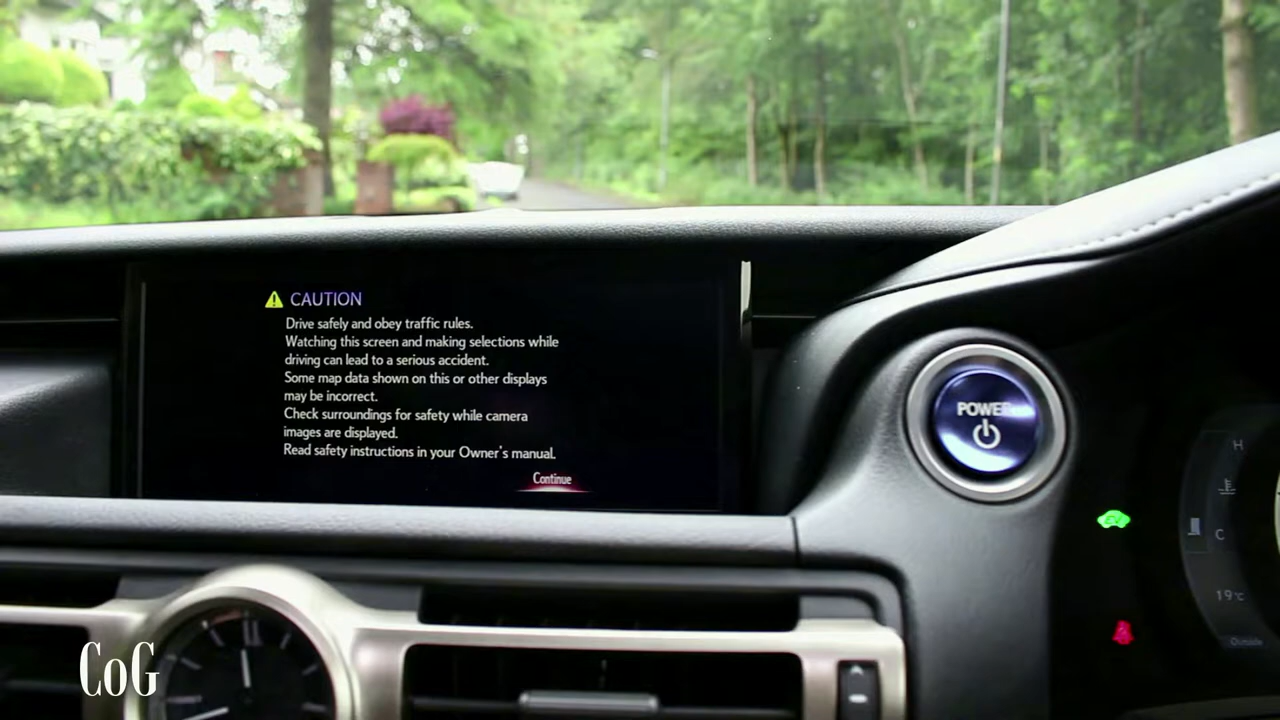 CAUTION
Drive safely and obey traffic rules.
Watching this screen and making selections while
driving can lead to a serious accident.
Some map data shown on this or other displays
may be incorrect.
Check surroundings for safety while camera
images are displayed.
Read safety instructions in your Owner's manual.
Continue
POWER
H
C
19°C
Outside
CoG